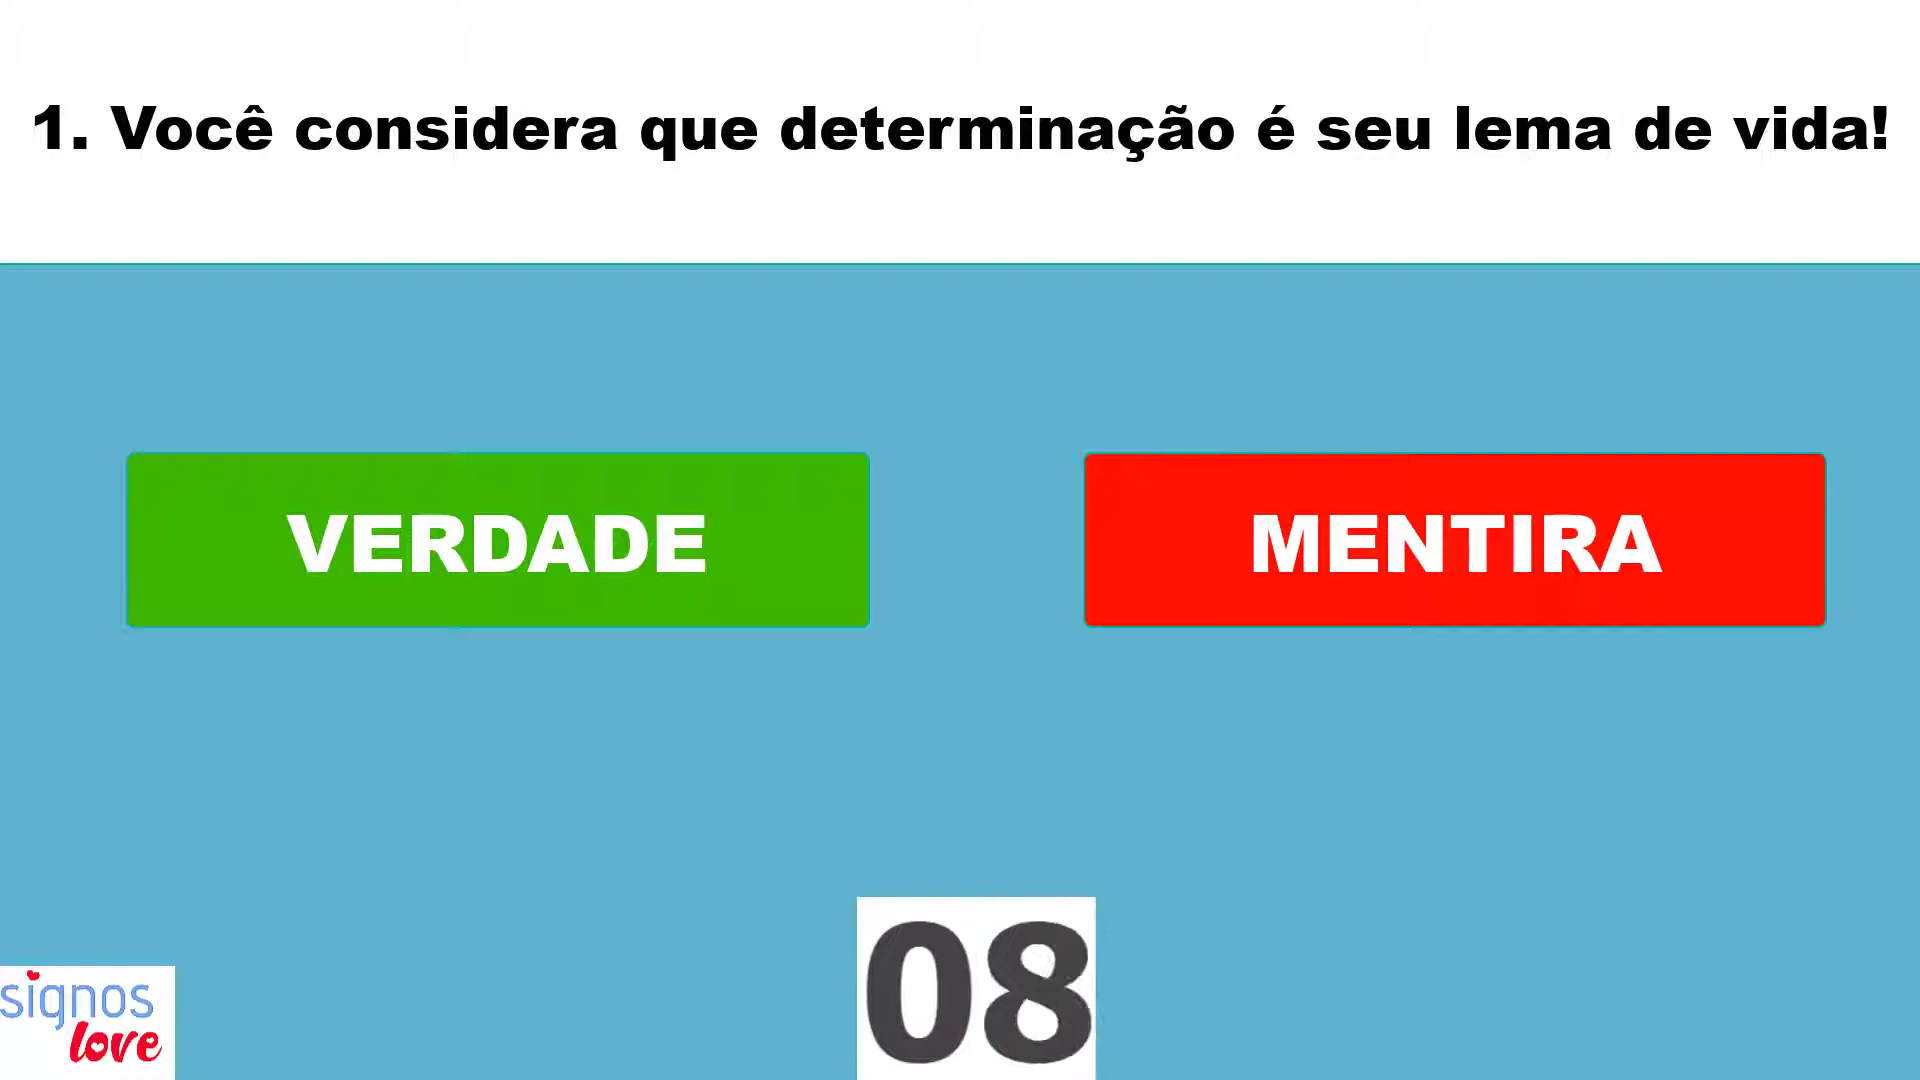 1. Você considera que determinação é seu lema de vida!
VERDADE
MENTIRA
08
signos
love